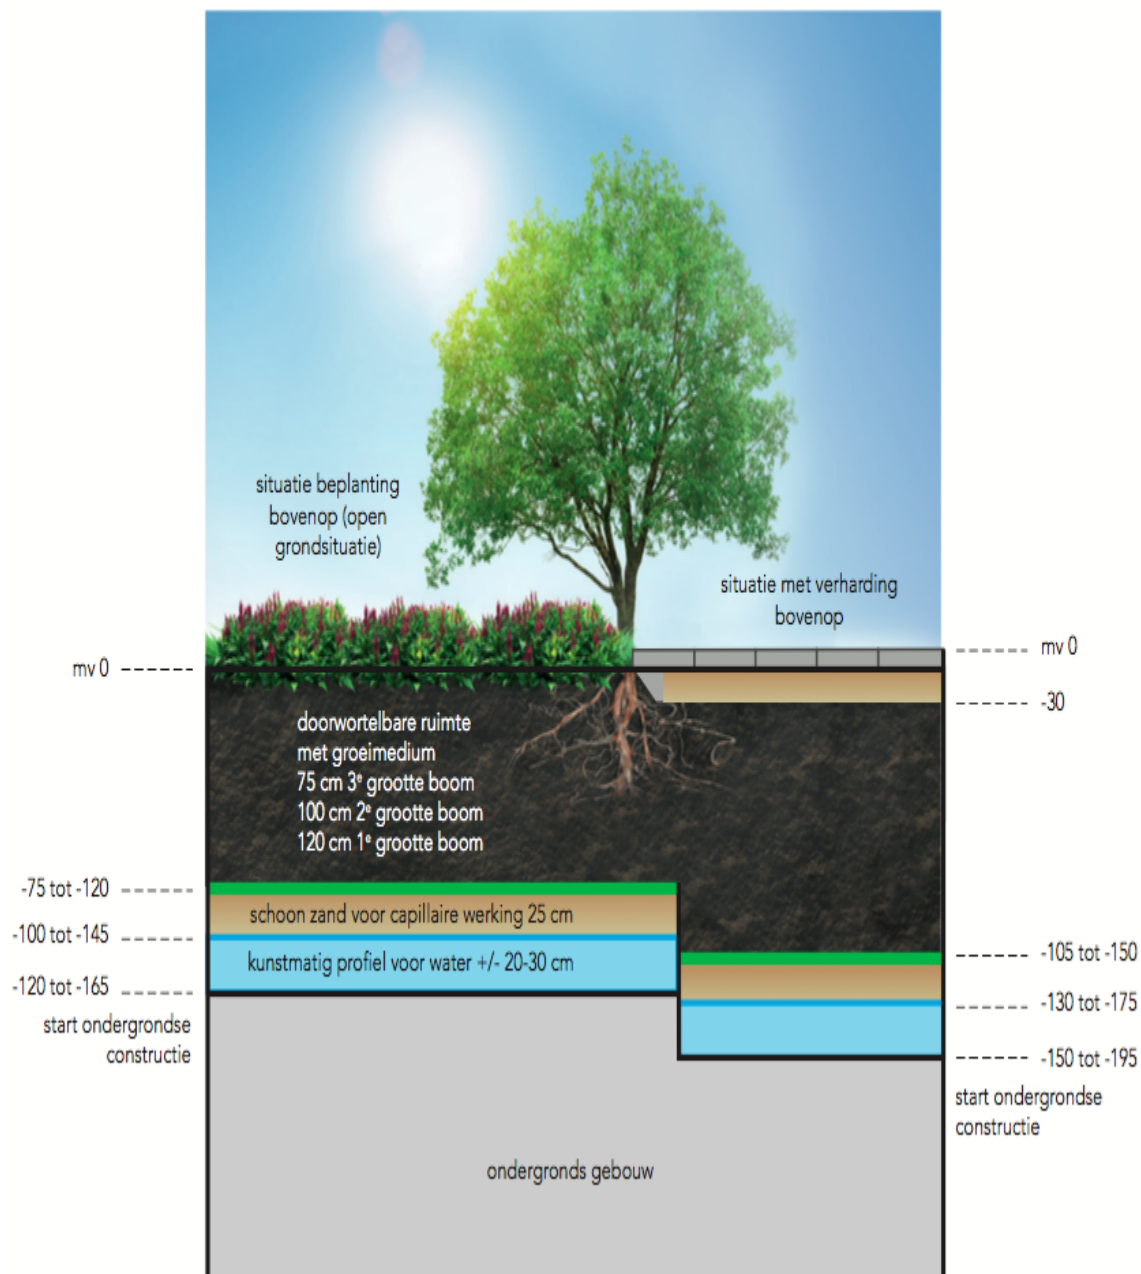 situatie beplanting
bovenop (open
grondsituatie)
situatie met verharding
bovenop
mv 0
mv 0
-30
doorwortelbare ruimte
met groeimedium
75 cm 3ᵉ grootte boom
100 cm 2ᵉ grootte boom
120 cm 1ᵉ grootte boom
-75 tot -120
schoon zand voor capillaire werking 25 cm
-100 tot -145
kunstmatig profiel voor water +/- 20-30 cm
-120 tot -165
start ondergrondse
constructie
-105 tot -150
-130 tot -175
-150 tot -195
start ondergrondse
constructie
ondergronds gebouw